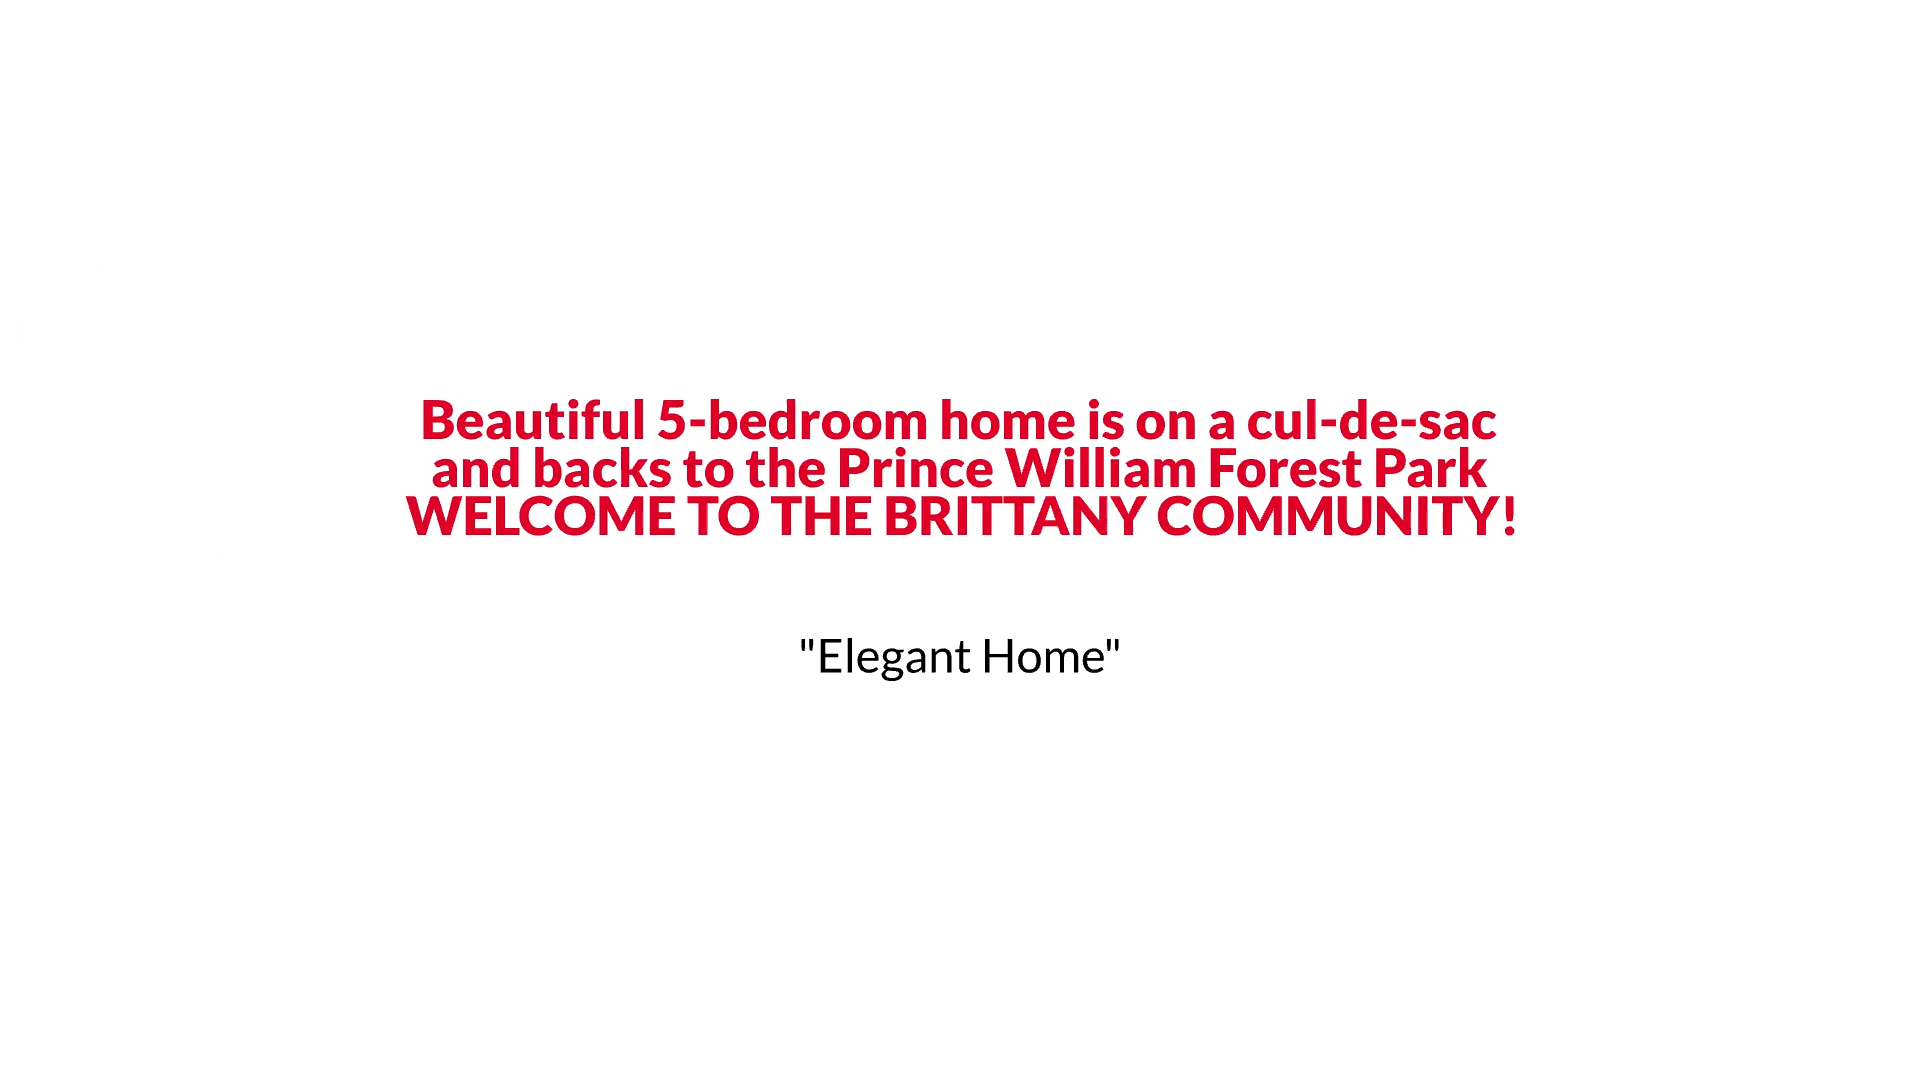 Beautiful 5-bedroom home is on a cul-de-sac
and backs to the Prince William Forest Park
WELCOME TO THE BRITTANY COMMUNITY!
"Elegant Home"